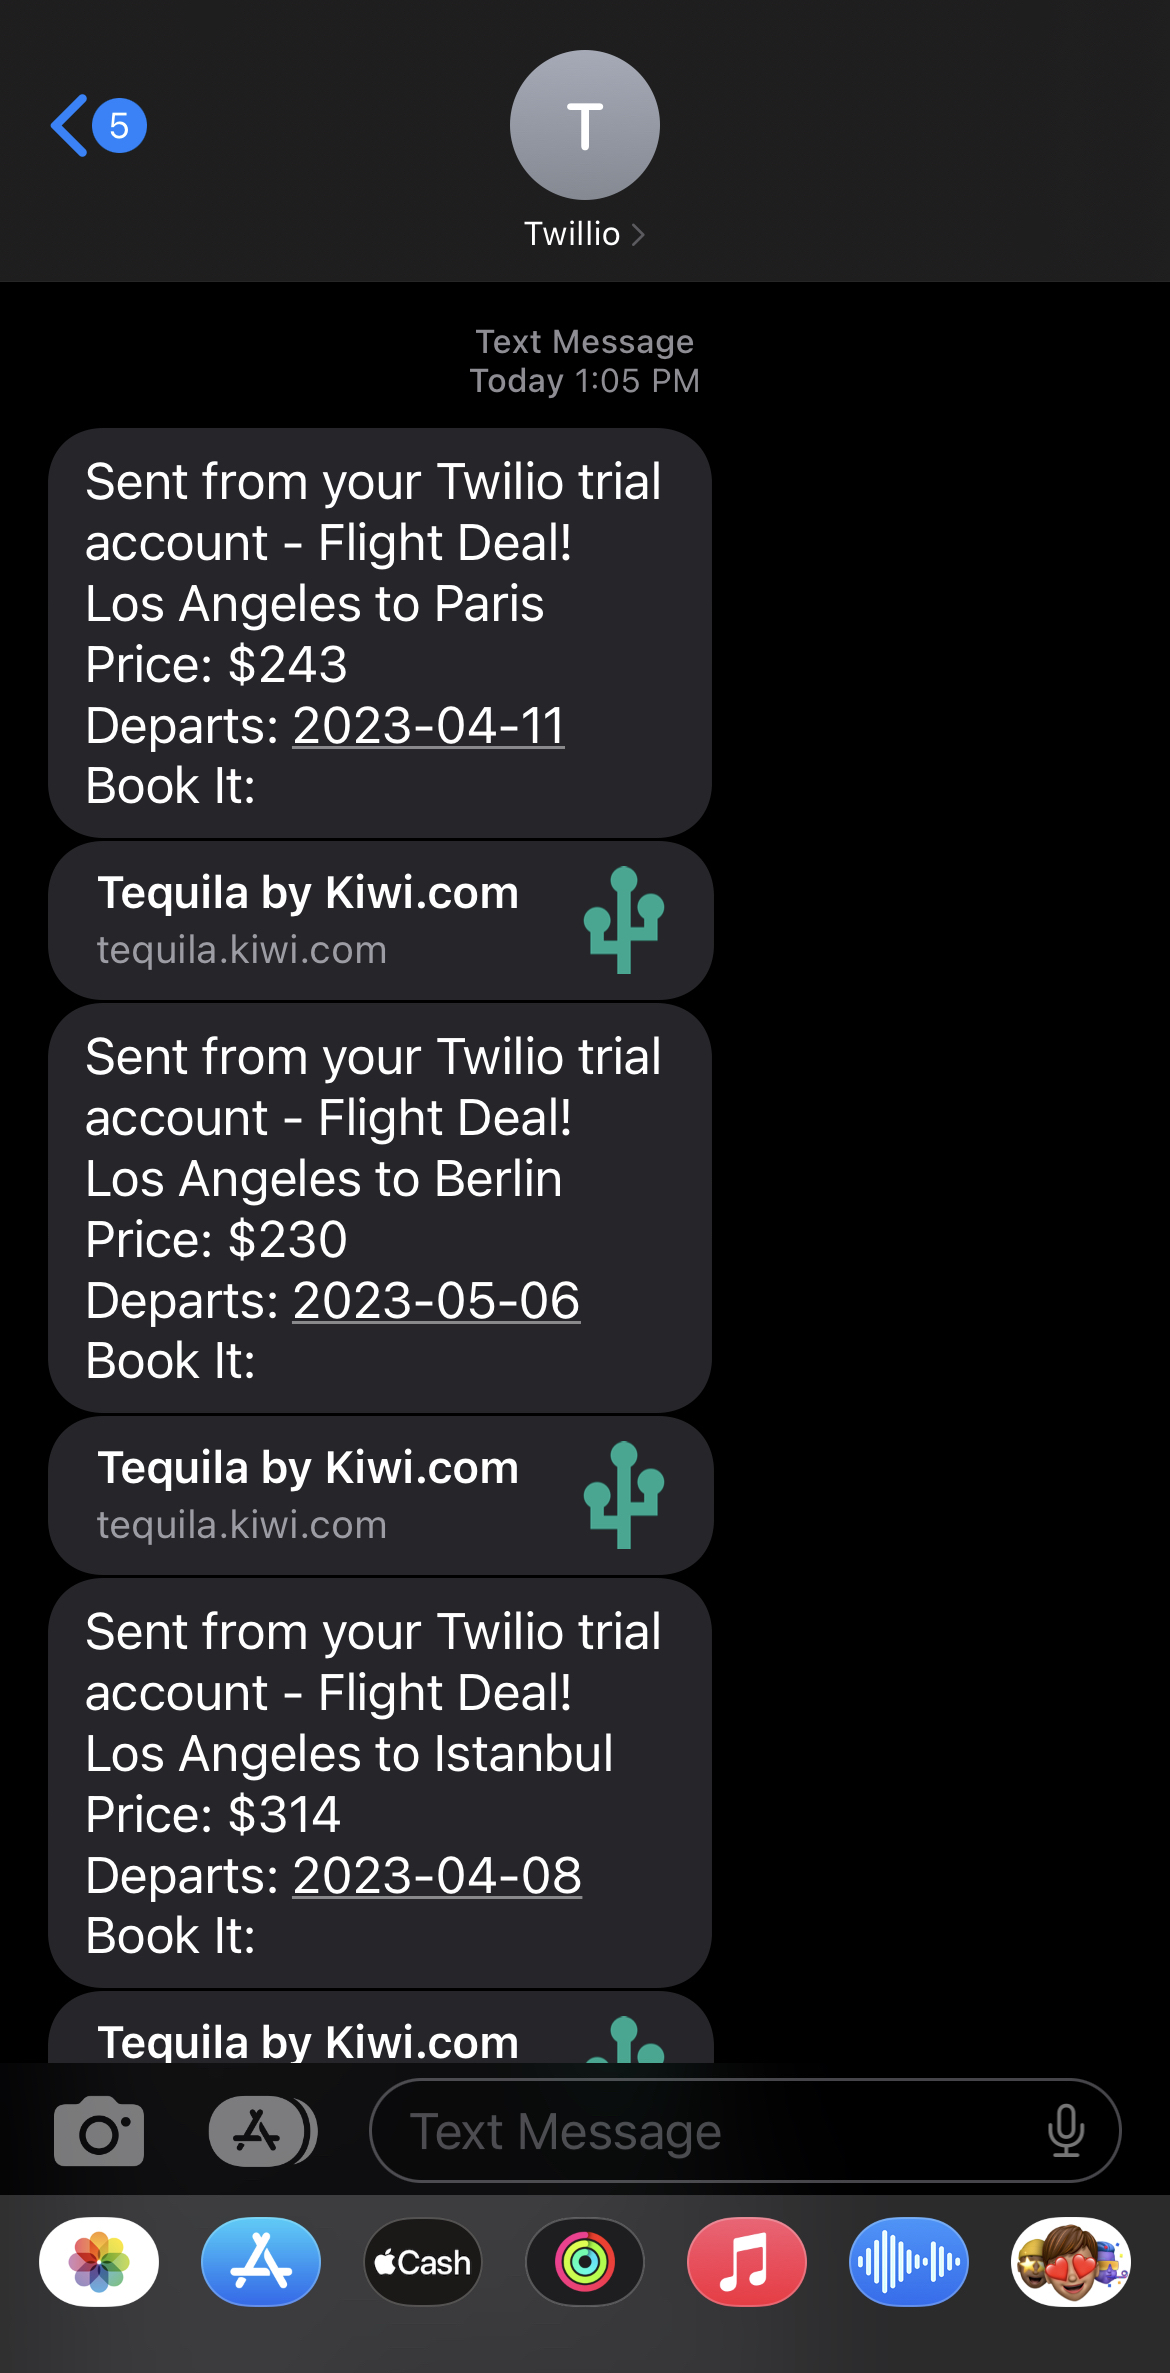 5
T
Twillio
Text Message
Today 1:05 PM
Sent from your Twilio trial
account - Flight Deal!
Los Angeles to Paris
Price: $243
Departs: 2023-04-11
Book It:
Tequila by Kiwi.com
tequila.kiwi.com
Sent from your Twilio trial
account - Flight Deal!
Los Angeles to Berlin
Price: $230
Departs: 2023-05-06
Book It:
Tequila by Kiwi.com
tequila.kiwi.com
Sent from your Twilio trial
account - Flight Deal!
Los Angeles to Istanbul
Price: $314
Departs: 2023-04-08
Book It:
Tequila by Kiwi.com
Text Message
Cash